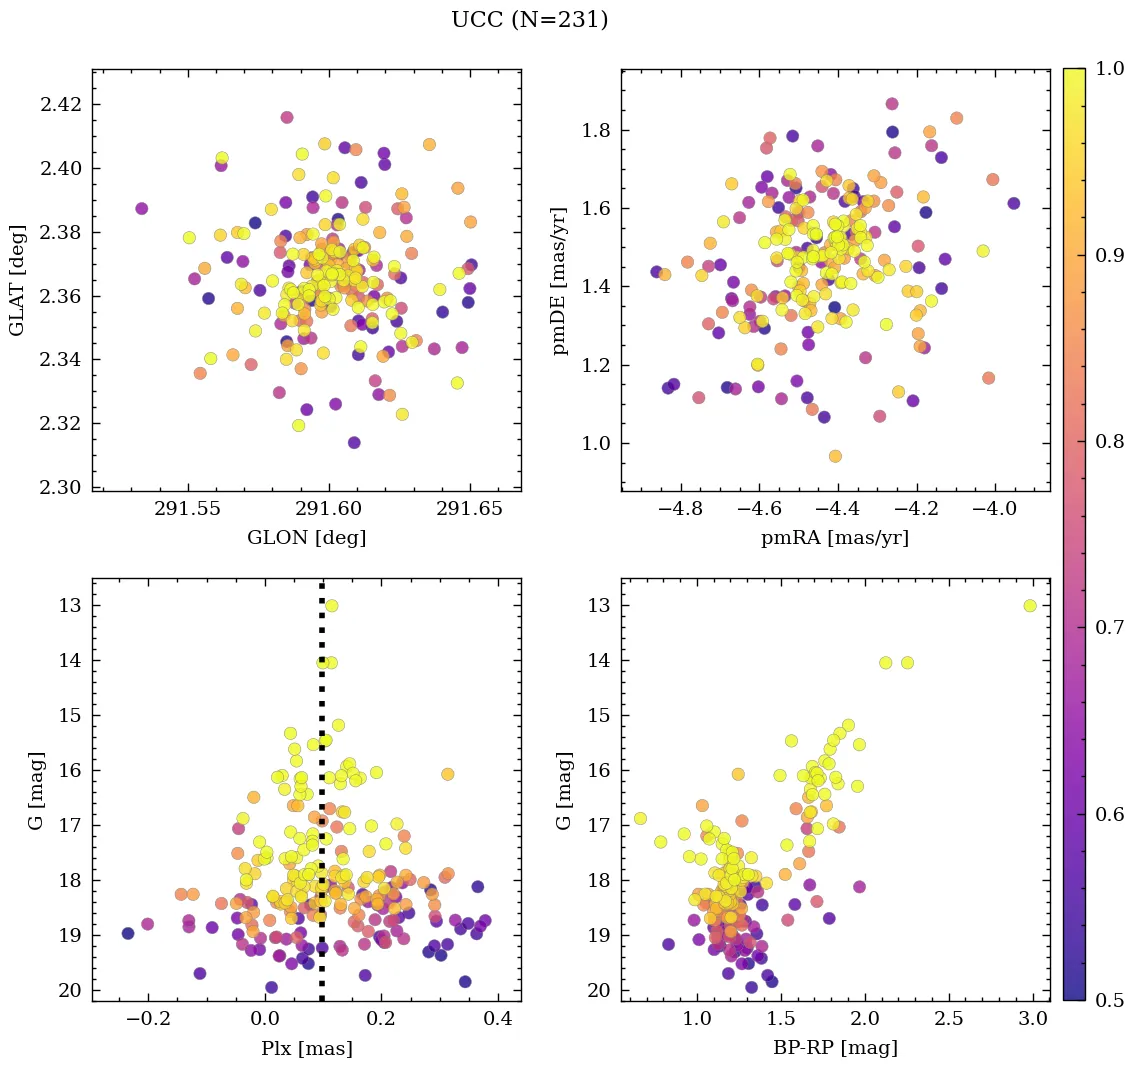 UCC (N=231)
2.42
2.40
2.38
2.36
2.34
2.32
2.30
GLAT [deg]
291.55 291.60 291.65
GLON [deg]
1.8
1.6
1.4
1.2
1.0
pmDE [mas/yr]
−4.8 −4.6 −4.4 −4.2 −4.0
pmRA [mas/yr]
13
14
15
16
17
18
19
20
G [mag]
−0.2 0.0 0.2 0.4
Plx [mas]
13
14
15
16
17
18
19
20
G [mag]
1.0 1.5 2.0 2.5 3.0
BP-RP [mag]
1.0
0.9
0.8
0.7
0.6
0.5